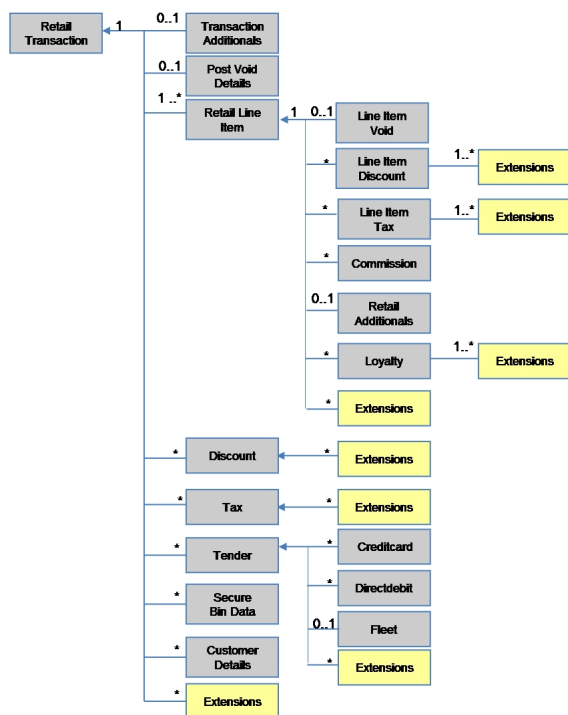 Retail
Transaction
1
0..1
Transaction
Additionals
0..1
Post Void
Details
1 ..*
Retail Line
Item
1
0..1
Line Item
Void
*
Line Item
Discount
1..*
Extensions
*
Line Item
Tax
1..*
Extensions
*
Commission
0..1
Retail
Additionals
*
Loyalty
1..*
Extensions
*
Extensions
*
Discount
*
Extensions
*
Tax
*
Extensions
*
Tender
*
Creditcard
*
Directdebit
*
Secure
Bin Data
0..1
Fleet
*
Customer
Details
*
Extensions
*
Extensions